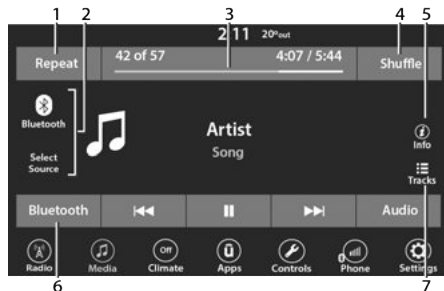 1 2 3 4 5
2:11 20°out
Repeat 42 of 57 4:07 / 5:44 Shuffle
Bluetooth
Select
Source
Artist
Song
i
Info
Tracks
Bluetooth Audio
Off ū
Radio Media Climate Apps Controls Phone Settings
6 7